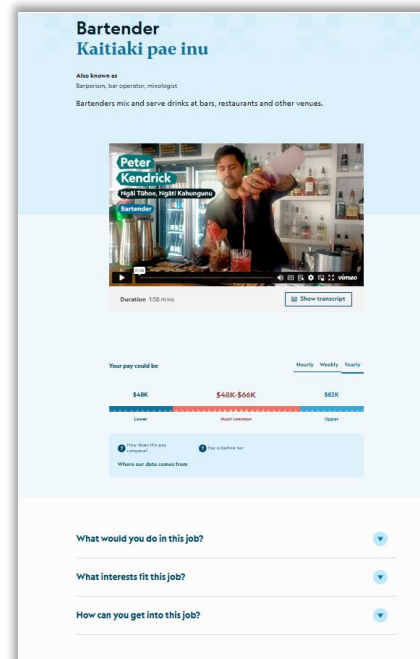 Bartender
Kaitiaki pae inu
Also known as
Barperson, bar operator, mixologist
Bartenders mix and serve drinks at bars, restaurants and other venues.
Peter
Kendrick
Ngāi Tūhoe, Ngāti Kahungunu
Bartender
vimeo
Duration 1:58 mins
Show transcript
Your pay could be
Hourly Weekly Yearly
$48K $48K-$66K $82K
Lower Most common Upper
? How does this pay compare?
? Pay is before tax
Where our data comes from
What would you do in this job?
What interests fit this job?
How can you get into this job?